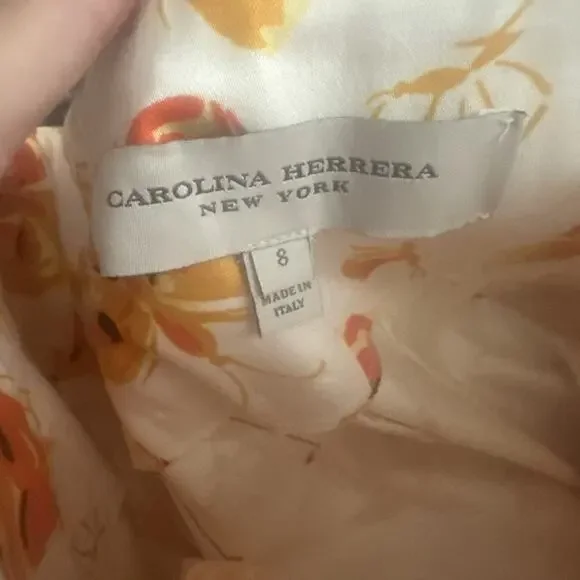 CAROLINA HERRERA
NEW YORK
8
MADE IN
ITALY